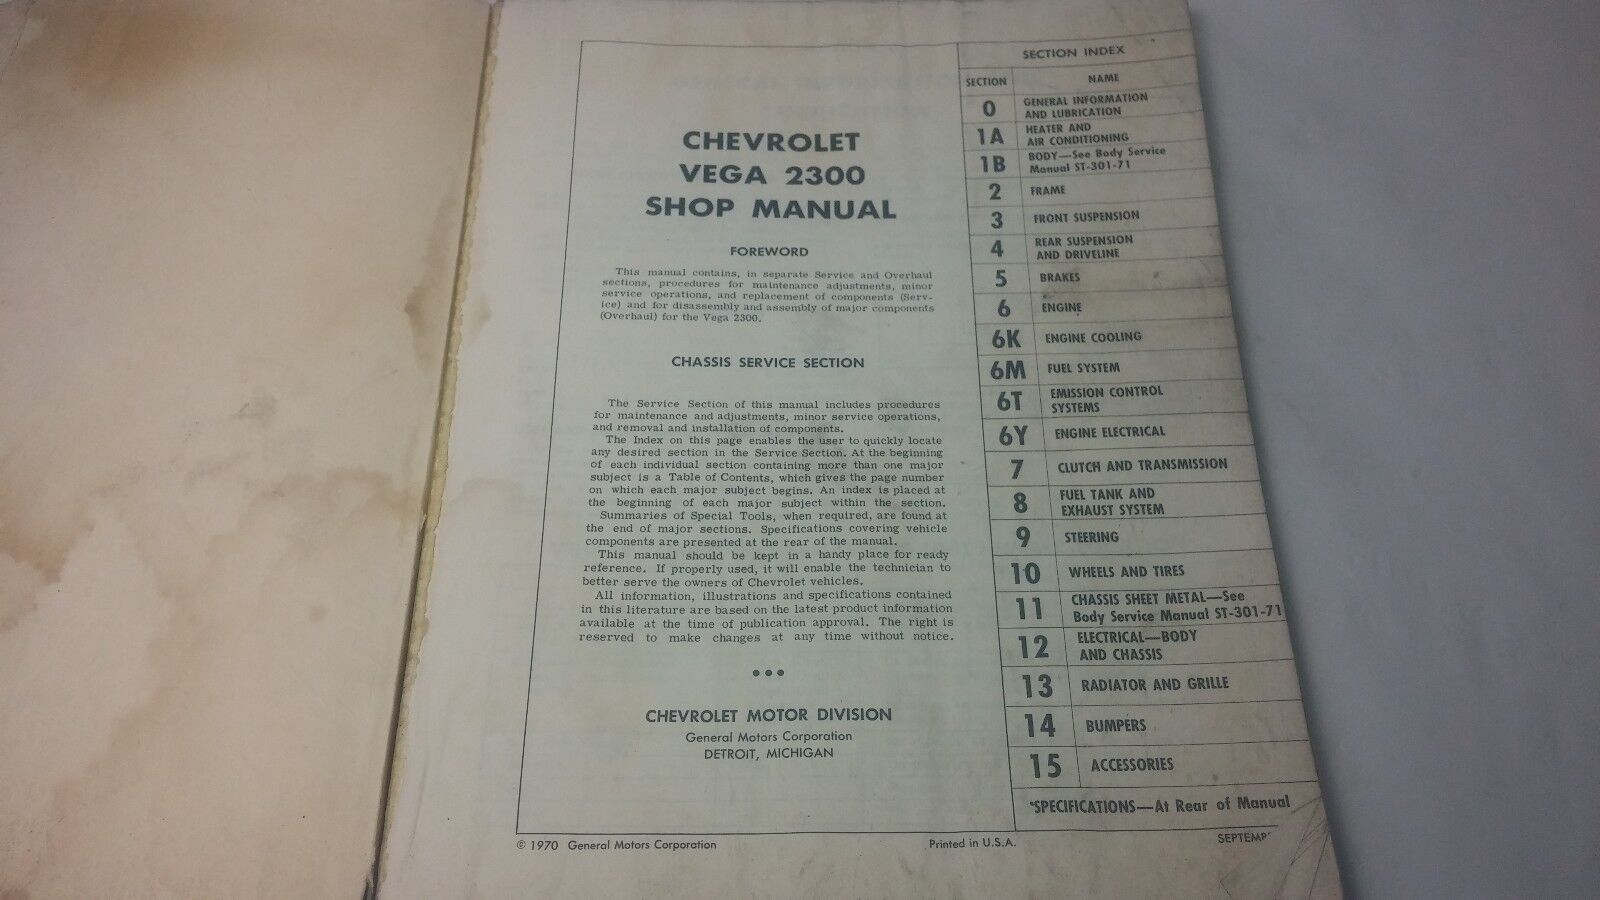 CHEVROLET
VEGA 2300
SHOP MANUAL
FOREWORD
This manual contains, in separate Service and Overhaul
sections, procedures for maintenance adjustments, minor
service operations, and replacement of components (Serv-
ice) and for disassembly and assembly of major components
(Overhaul) for the Vega 2300.
CHASSIS SERVICE SECTION
The Service Section of this manual includes procedures
for maintenance and adjustments, minor service operations,
and removal and installation of components.
The Index on this page enables the user to quickly locate
any desired section in the Service Section. At the beginning
of each individual section containing more than one major
subject is a Table of Contents, which gives the page number
on which each major subject begins. An index is placed at
the beginning of each major subject within the section.
Summaries of Special Tools, when required, are found at
the end of major sections. Specifications covering vehicle
components are presented at the rear of the manual.
This manual should be kept in a handy place for ready
reference. If properly used, it will enable the technician to
better serve the owners of Chevrolet vehicles.
All information, illustrations and specifications contained
in this literature are based on the latest product information
available at the time of publication approval. The right is
reserved to make changes at any time without notice.
•••
CHEVROLET MOTOR DIVISION
General Motors Corporation
DETROIT, MICHIGAN
SECTION INDEX
SECTION NAME
0 GENERAL INFORMATION
AND LUBRICATION
1A HEATER AND
AIR CONDITIONING
1B BODY—See Body Service
Manual ST-301-71
2 FRAME
3 FRONT SUSPENSION
4 REAR SUSPENSION
AND DRIVELINE
5 BRAKES
6 ENGINE
6K ENGINE COOLING
6M FUEL SYSTEM
6T EMISSION CONTROL
SYSTEMS
6Y ENGINE ELECTRICAL
7 CLUTCH AND TRANSMISSION
8 FUEL TANK AND
EXHAUST SYSTEM
9 STEERING
10 WHEELS AND TIRES
11 CHASSIS SHEET METAL—See
Body Service Manual ST-301-71
12 ELECTRICAL—BODY
AND CHASSIS
13 RADIATOR AND GRILLE
14 BUMPERS
15 ACCESSORIES
*SPECIFICATIONS—At Rear of Manual
© 1970 General Motors Corporation
Printed in U.S.A.
SEPTEMP